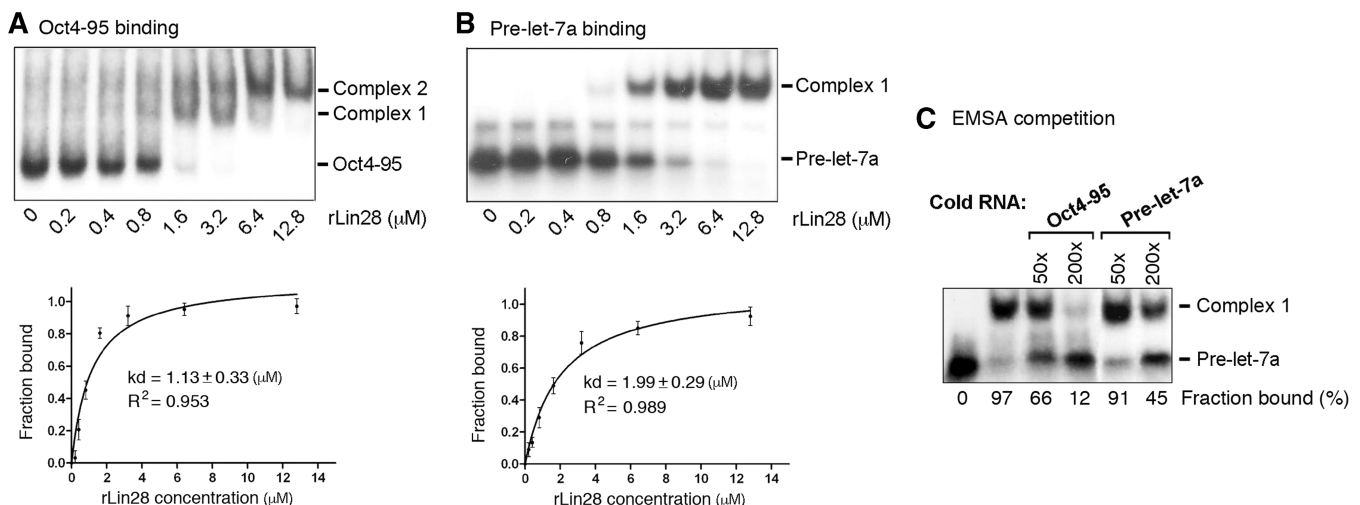 A Oct4-95 binding
Complex 2
Complex 1
Oct4-95
0 0.2 0.4 0.8 1.6 3.2 6.4 12.8 rLin28 (μM)
1.0
0.8
0.6
0.4
0.2
0.0
Fraction bound
kd = 1.13 ± 0.33 (μM)
R² = 0.953
0 2 4 6 8 10 12 14
rLin28 concentration (μM)
B Pre-let-7a binding
Complex 1
Pre-let-7a
0 0.2 0.4 0.8 1.6 3.2 6.4 12.8 rLin28 (μM)
1.0
0.8
0.6
0.4
0.2
0.0
Fraction bound
kd = 1.99 ± 0.29 (μM)
R² = 0.989
0 2 4 6 8 10 12 14
rLin28 concentration (μM)
C EMSA competition
Cold RNA: Oct4-95 Pre-let-7a
50x 200x 50x 200x
Complex 1
Pre-let-7a
0 97 66 12 91 45 Fraction bound (%)